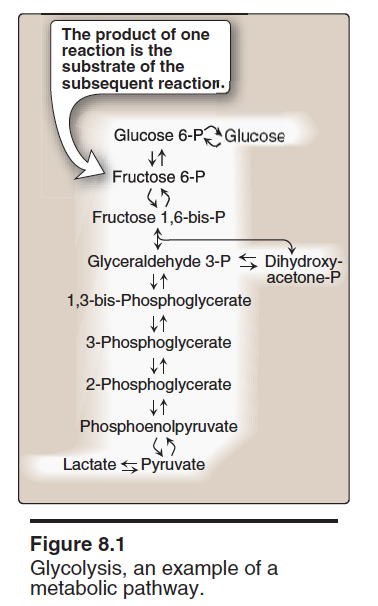 The product of one
reaction is the
substrate of the
subsequent reaction.
Glucose 6-P Glucose
Fructose 6-P
Fructose 1,6-bis-P
Glyceraldehyde 3-P Dihydroxy-
acetone-P
1,3-bis-Phosphoglycerate
3-Phosphoglycerate
2-Phosphoglycerate
Phosphoenolpyruvate
Lactate Pyruvate
Figure 8.1
Glycolysis, an example of a
metabolic pathway.